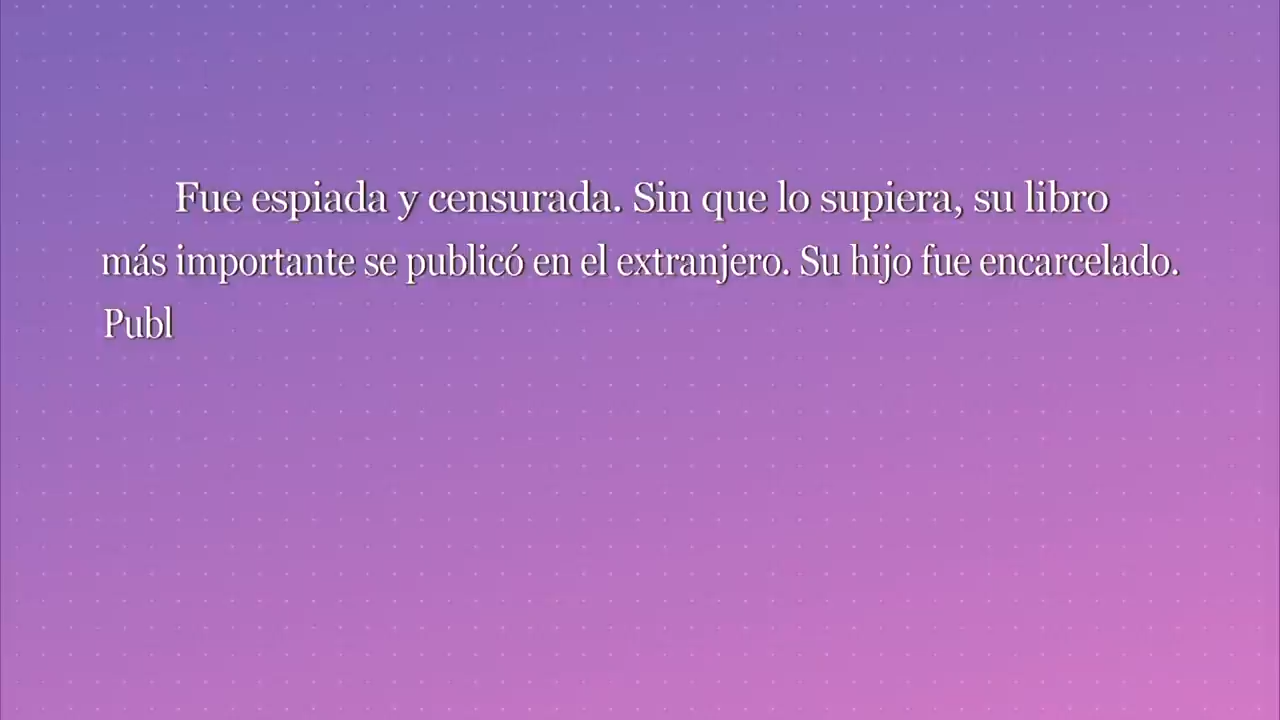 Fue espiada y censurada. Sin que lo supiera, su libro
más importante se publicó en el extranjero. Su hijo fue encarcelado.
Publ